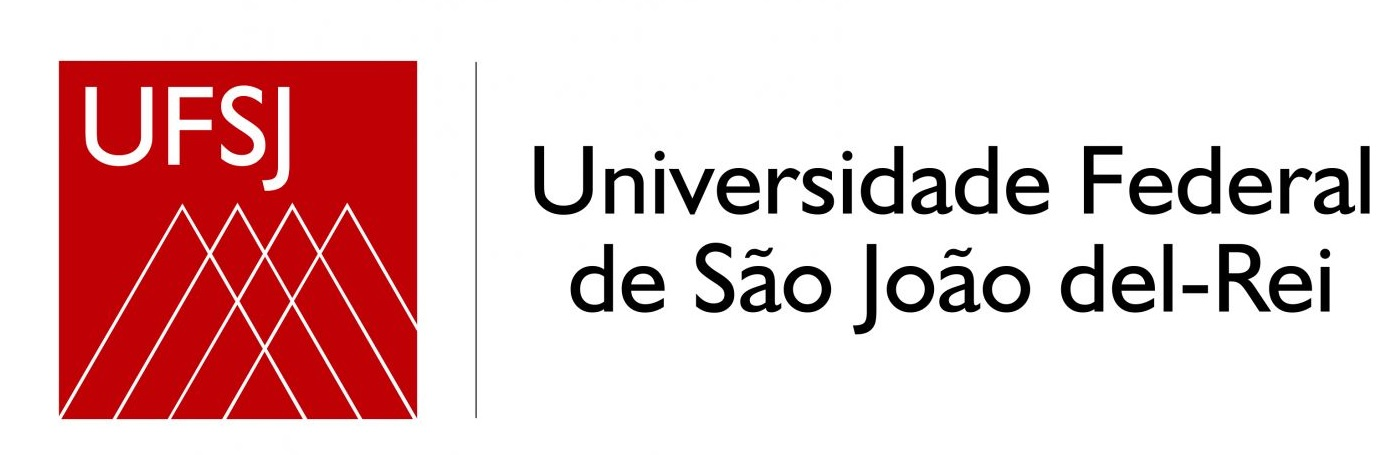 UFSJ
Universidade Federal
de São João del-Rei